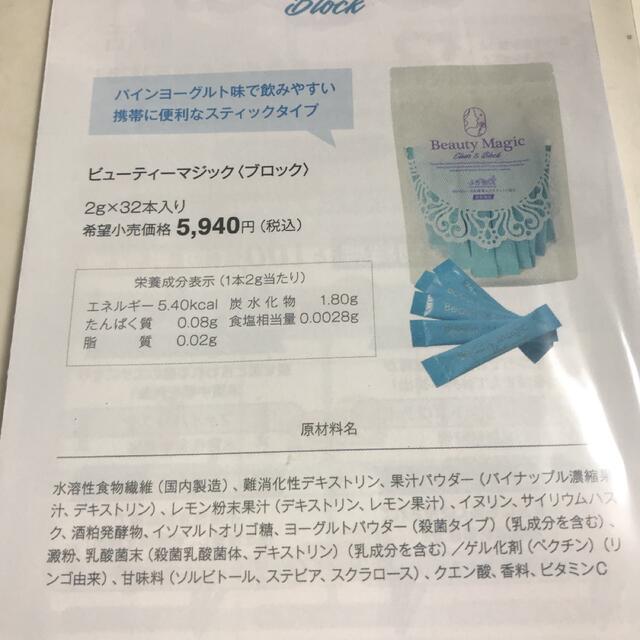 Block
パインヨーグルト味で飲みやすい
携帯に便利なスティックタイプ
Beauty Magic
ビューティーマジック〈ブロック〉
2g×32本入り
希望小売価格 5,940円（税込）
栄養成分表示（1本2g当たり）
エネルギー 5.40kcal 炭水化物 1.80g
たんぱく質 0.08g 食塩相当量 0.0028g
脂質 0.02g
原材料名
水溶性食物繊維（国内製造）、難消化性デキストリン、果汁パウダー（パイナップル濃縮果
汁、デキストリン）、レモン粉末果汁（デキストリン、レモン果汁）、イヌリン、サイリウムハス
ク、酒粕発酵物、イソマルトオリゴ糖、ヨーグルトパウダー（殺菌タイプ）（乳成分を含む）、
澱粉、乳酸菌末（殺菌乳酸菌体、デキストリン）（乳成分を含む）／ゲル化剤（ペクチン）（リ
ンゴ由来）、甘味料（ソルビトール、ステビア、スクラロース）、クエン酸、香料、ビタミンC